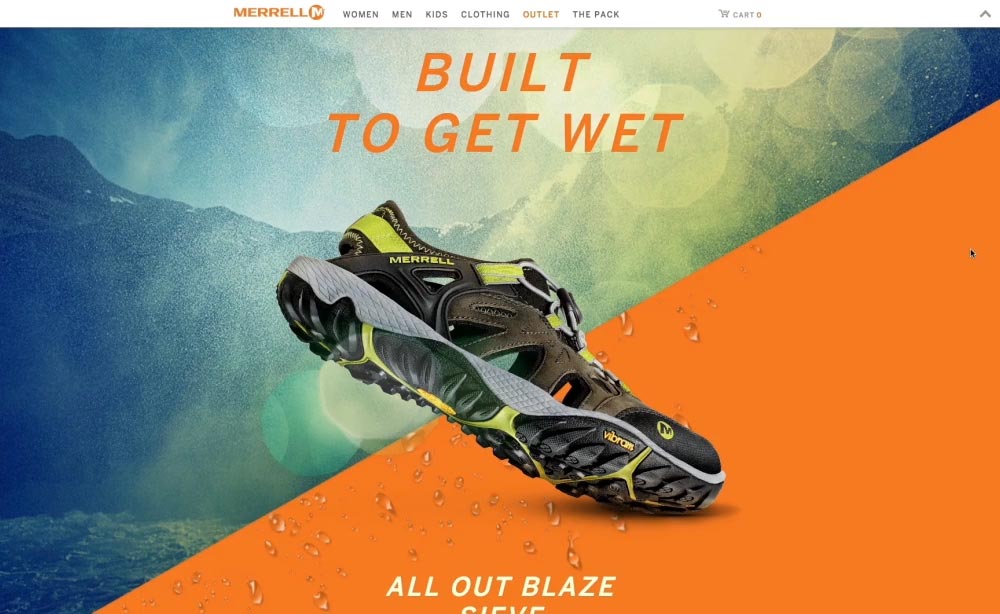 MERRELL M WOMEN MEN KIDS CLOTHING OUTLET THE PACK CART 0
BUILT
TO GET WET
MERRELL
M
vibram
ALL OUT BLAZE
SIEVE